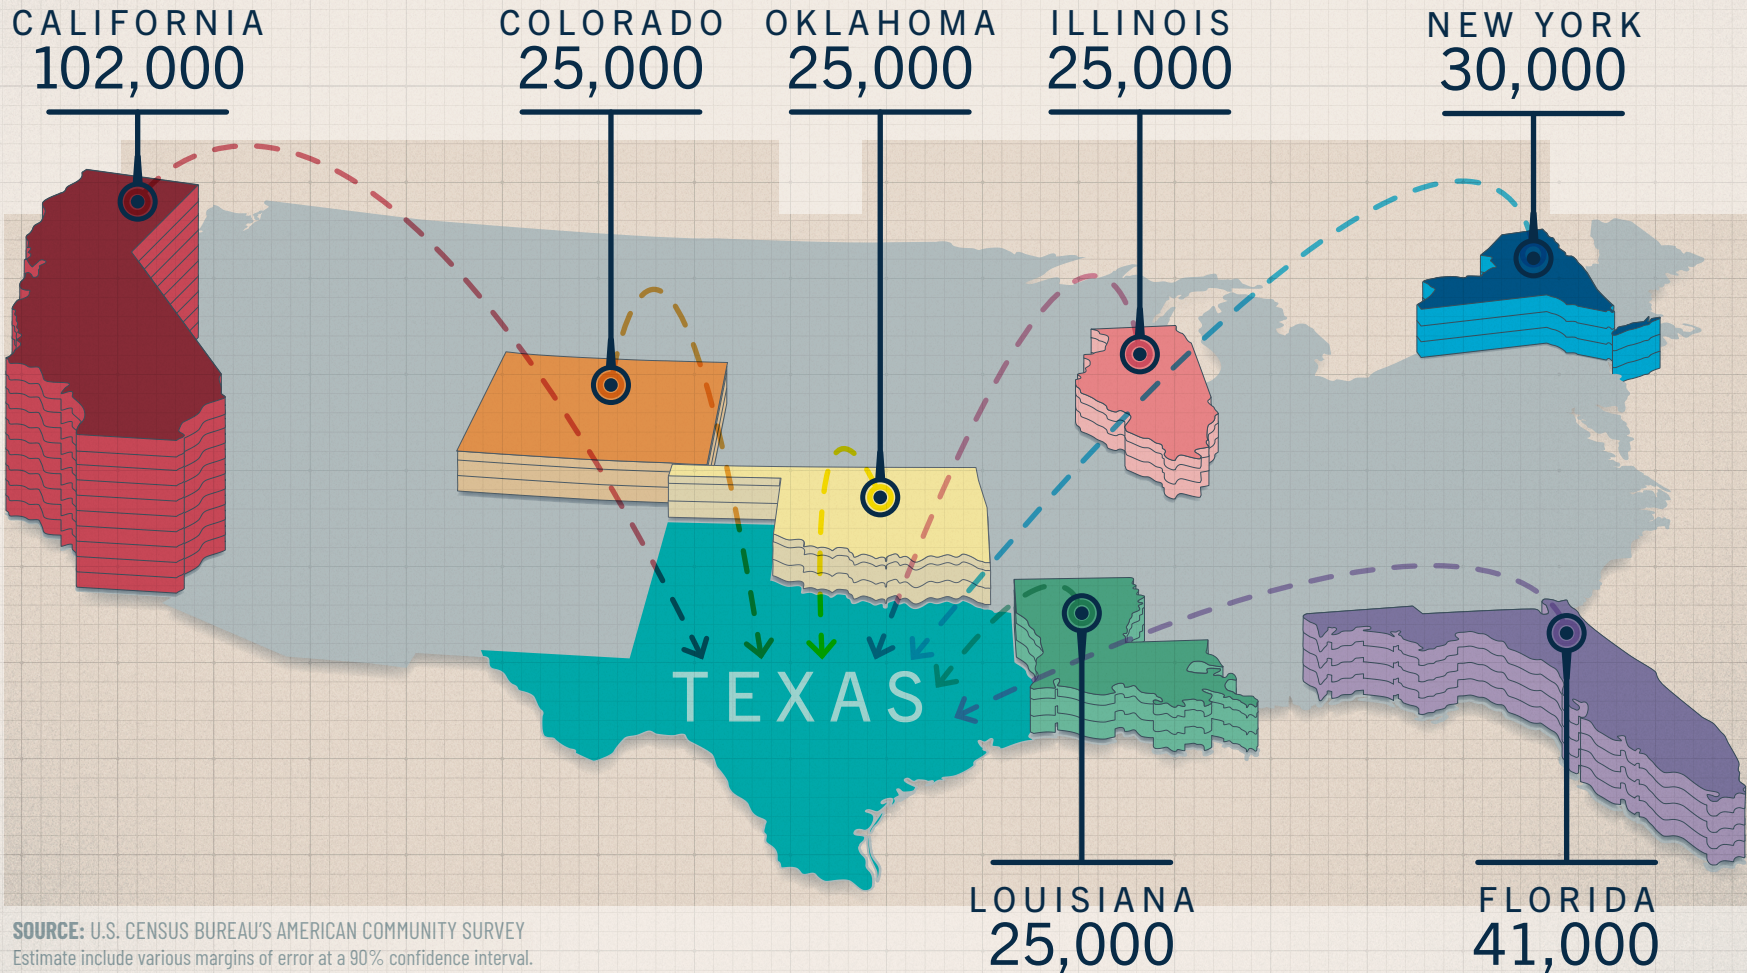 CALIFORNIA
102,000
COLORADO
25,000
OKLAHOMA
25,000
ILLINOIS
25,000
NEW YORK
30,000
TEXAS
LOUISIANA
25,000
FLORIDA
41,000
SOURCE: U.S. CENSUS BUREAU'S AMERICAN COMMUNITY SURVEY
Estimate include various margins of error at a 90% confidence interval.